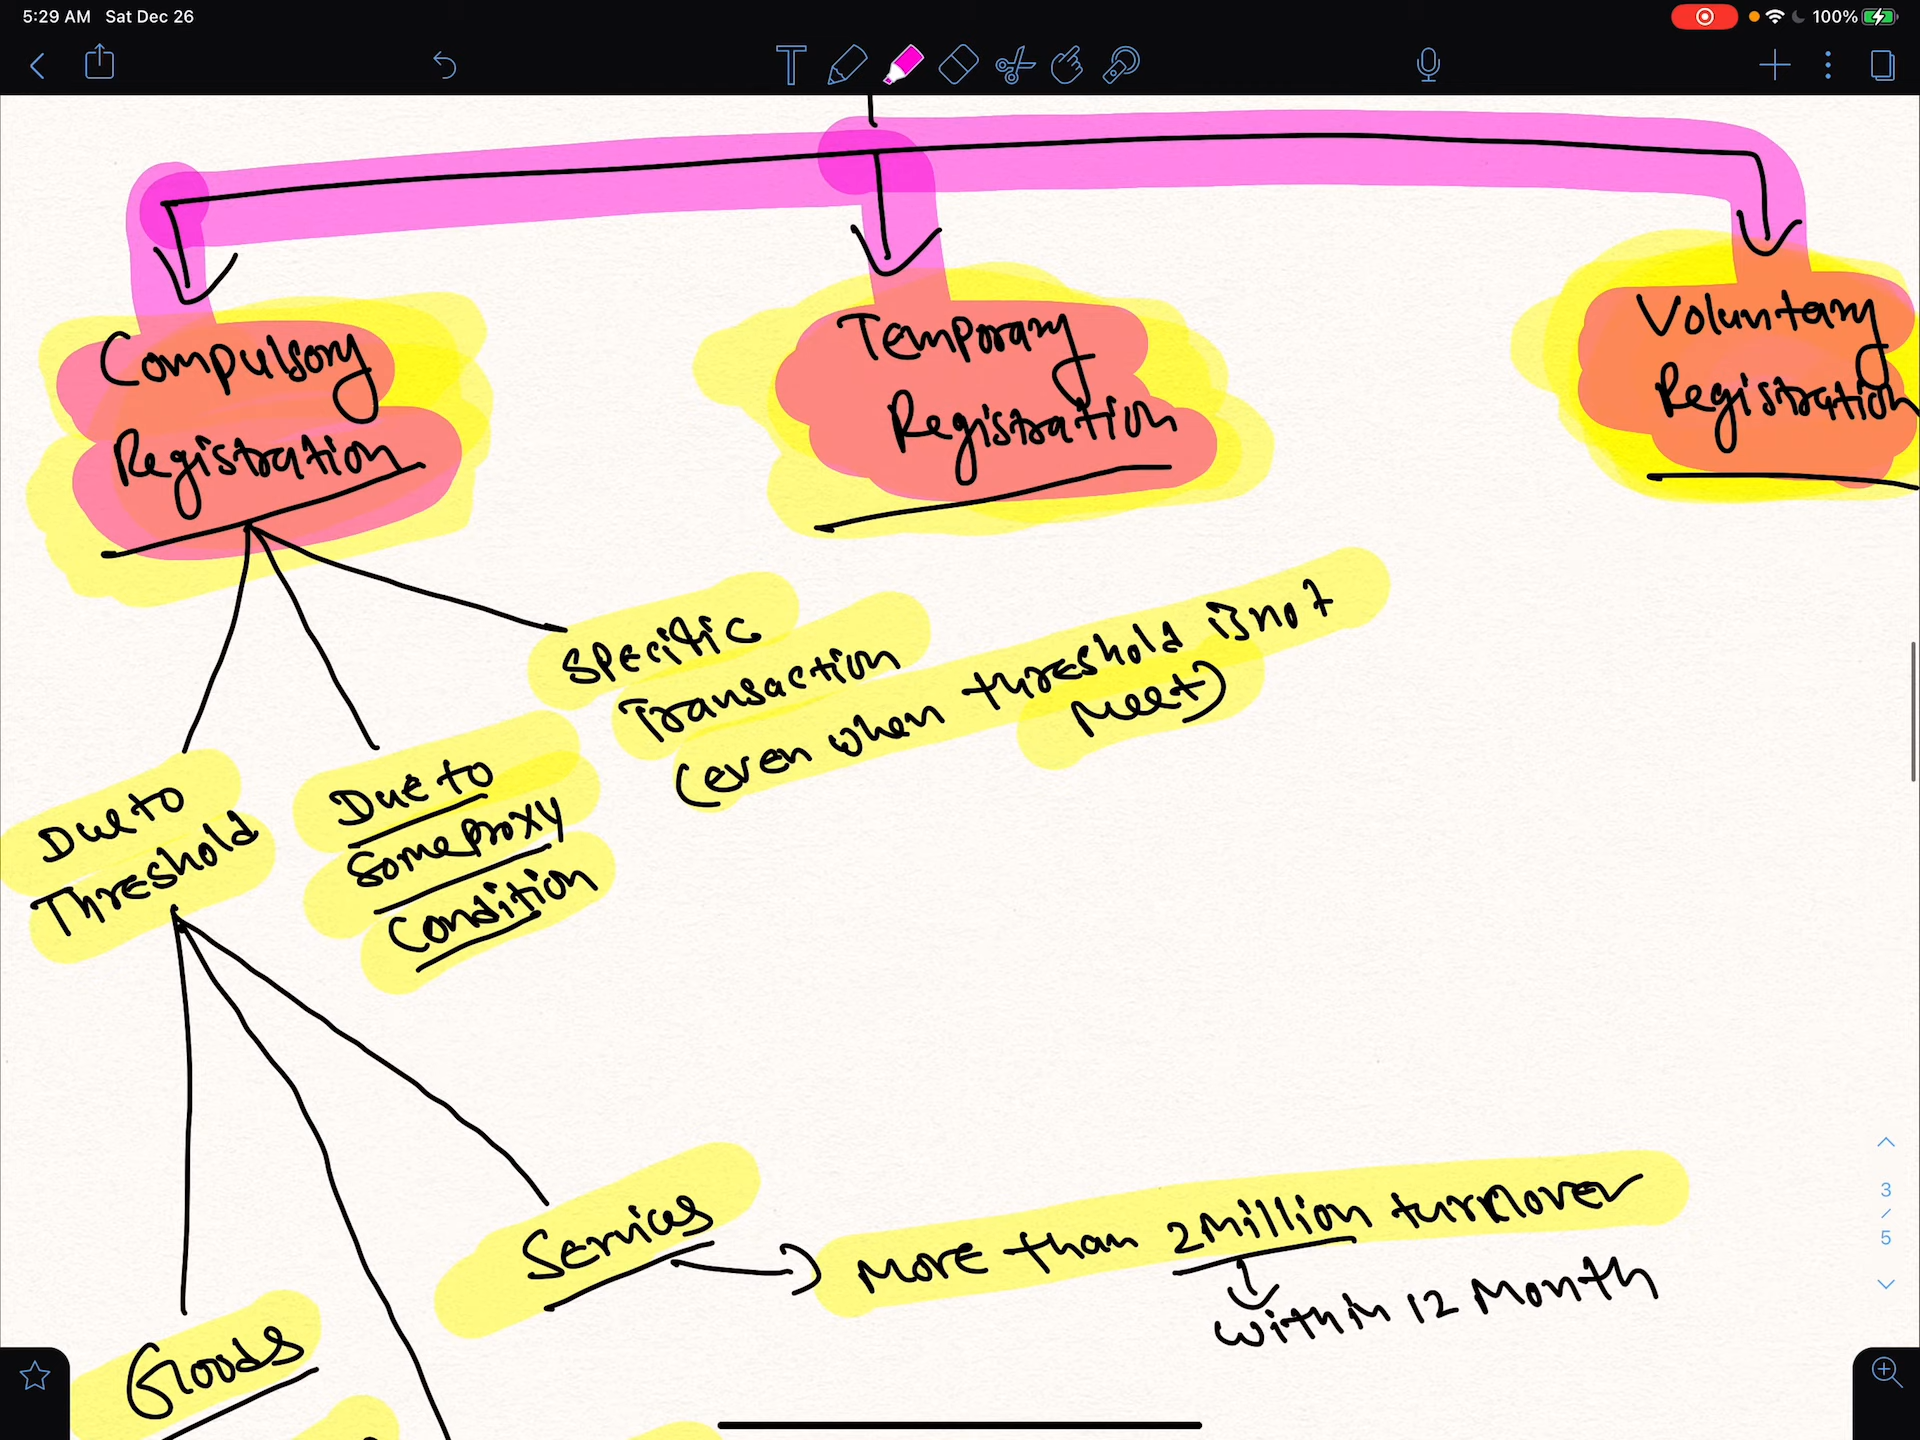 5:29 AM Sat Dec 26
100%
Compulsory
Registration
Temporary
Registration
Voluntary
Registration
Specific
Transaction
(even when threshold is not
Meet)
Due to
Threshold
Due to
Some Proxy
Condition
Services
More than 2 Million turnover
within 12 Month
Goods
3
/
5